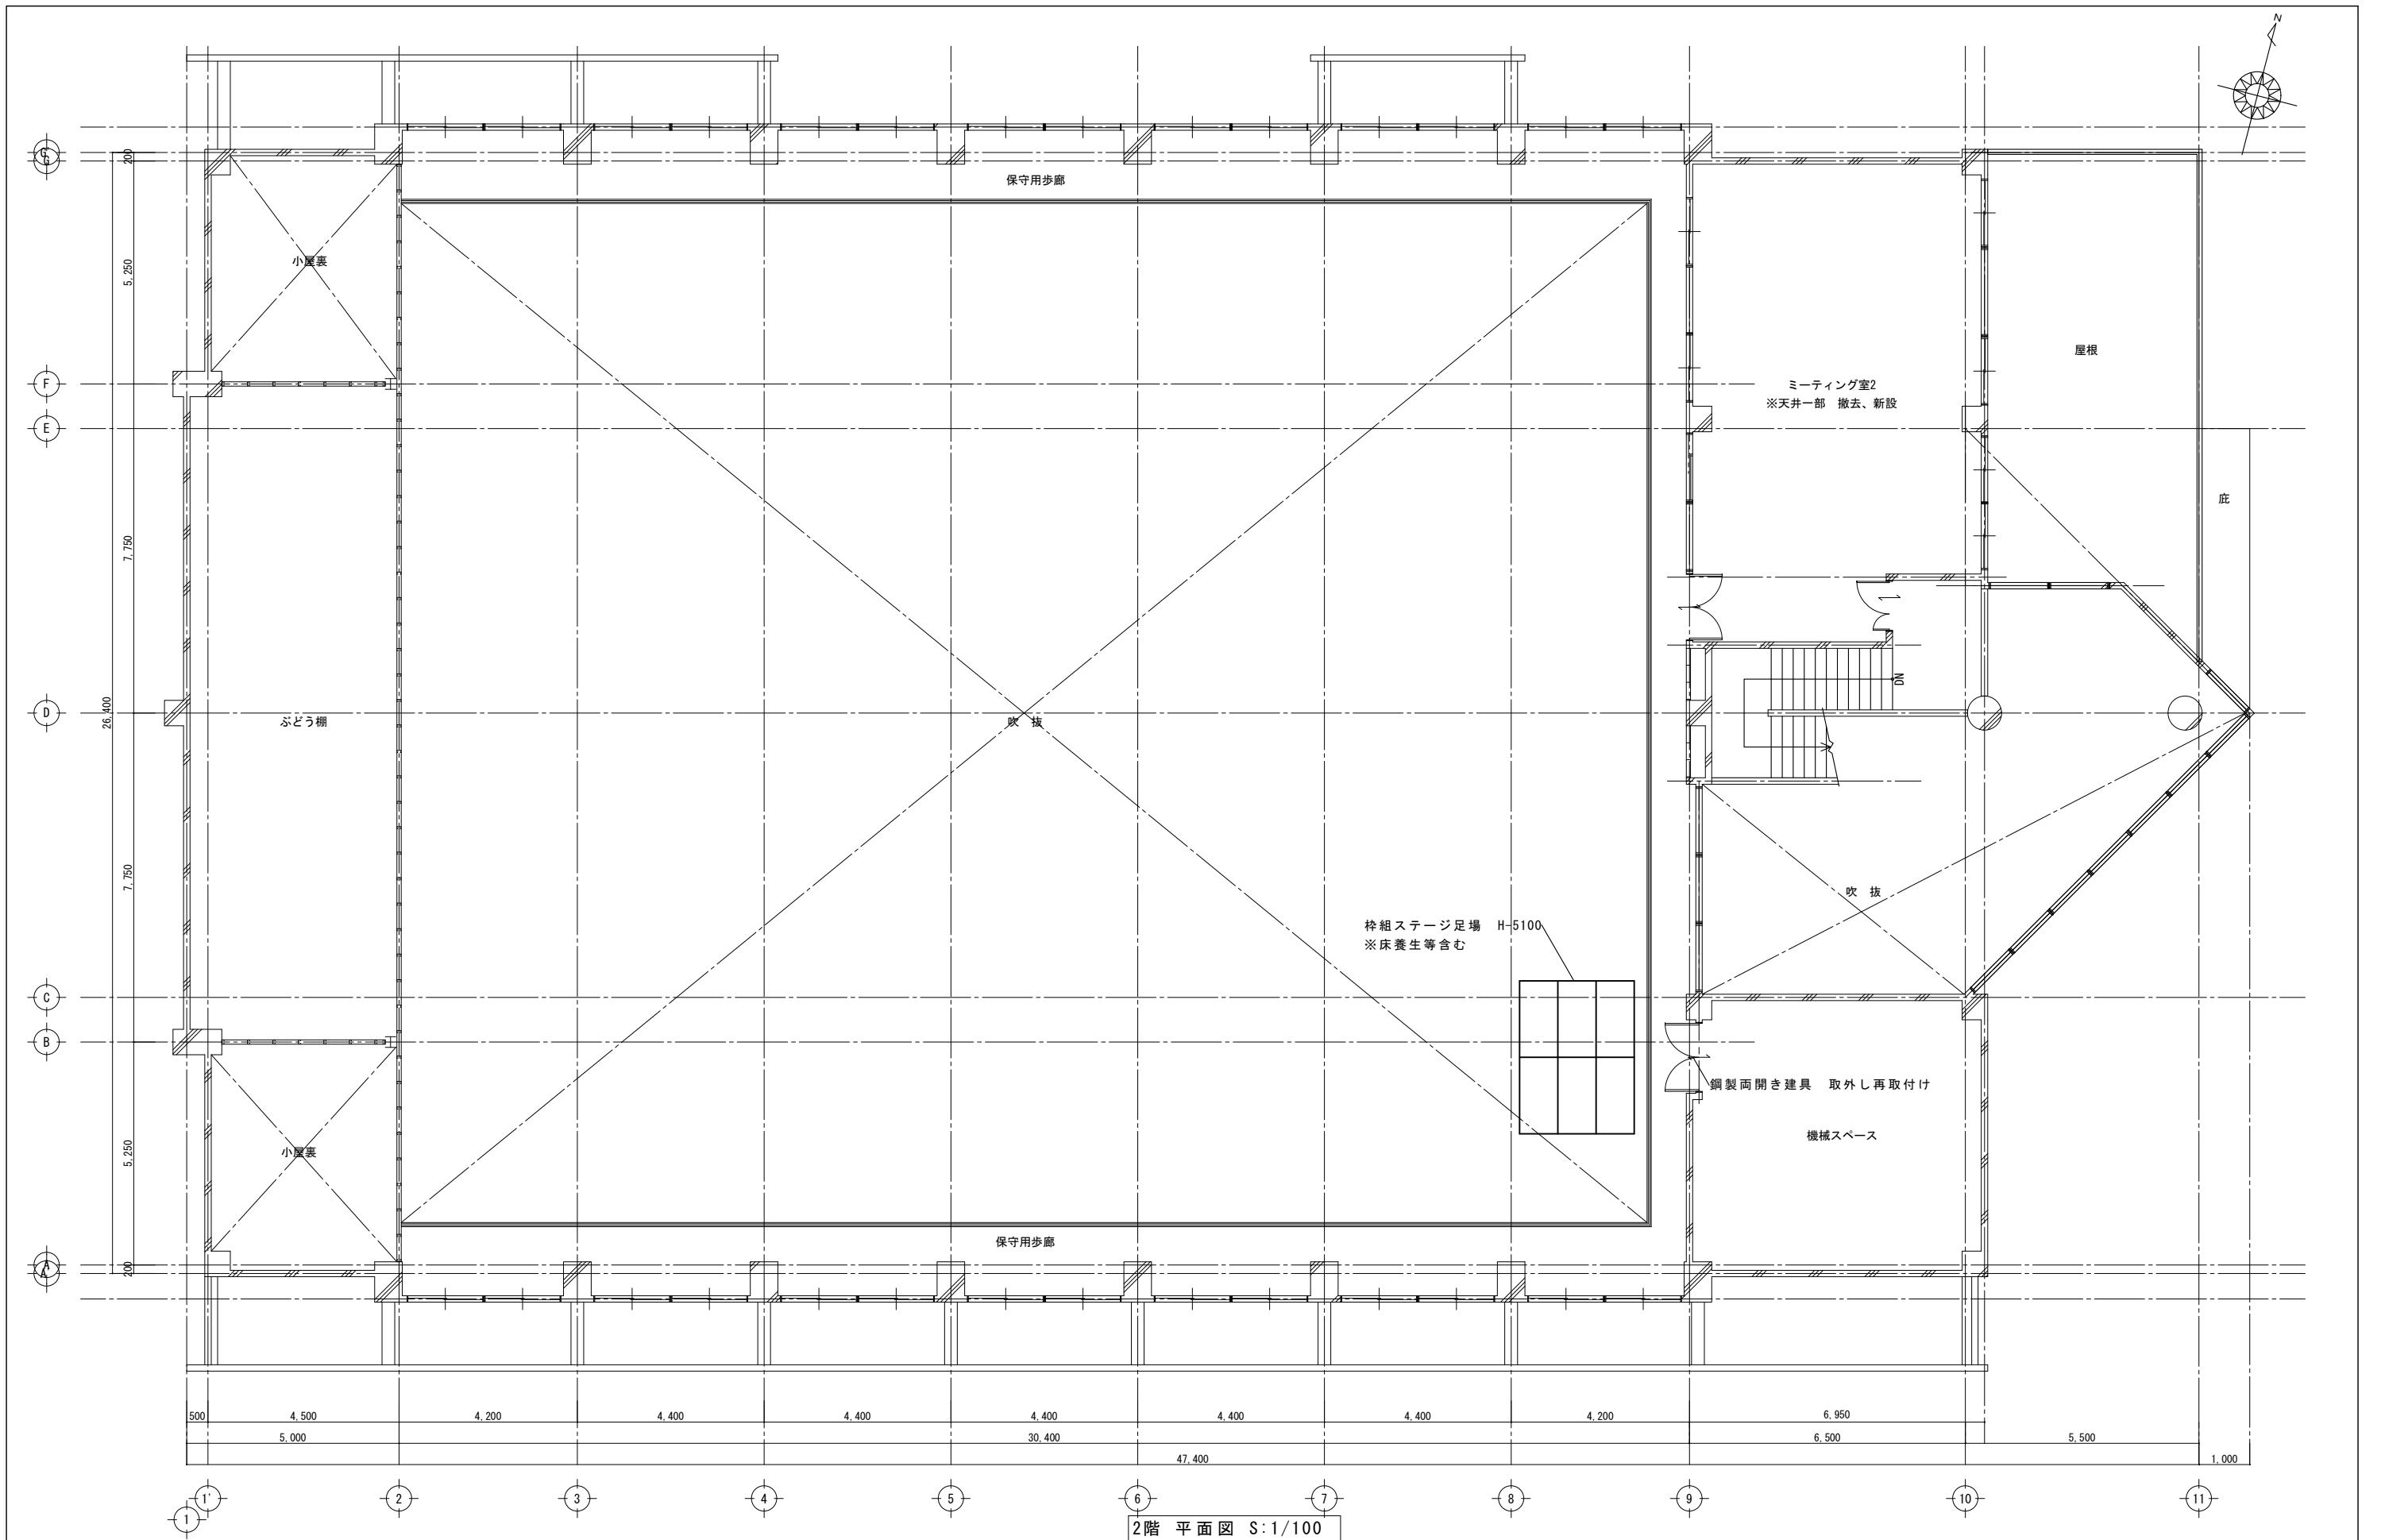 N
G'
G
200
保守用歩廊
5,250
小屋裏
屋根
F
ミーティング室2
※天井一部　撤去、新設
E
庇
7,750
DN
D
26,400
ぶどう棚
吹　抜
7,750
吹　抜
枠組ステージ足場　H-5100
※床養生等含む
C
B
鋼製両開き建具　取外し再取付け
機械スペース
5,250
小屋裏
保守用歩廊
A
A'
200
500
4,500
4,200
4,400
4,400
4,400
4,400
4,400
4,200
6,950
5,000
30,400
6,500
5,500
47,400
1,000
1'
2
3
4
5
6
7
8
9
10
11
1
2階 平面図 S:1/100